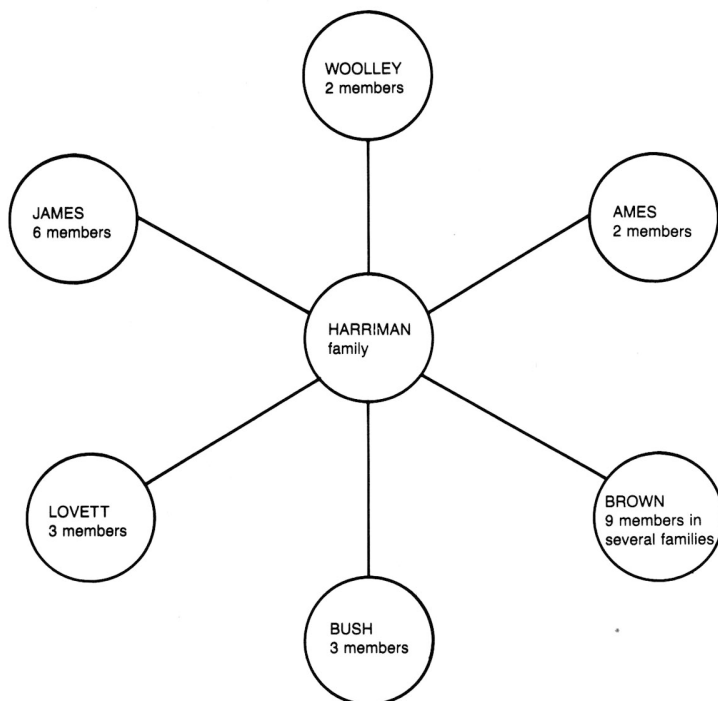 WOOLLEY
2 members
JAMES
6 members
AMES
2 members
HARRIMAN
family
LOVETT
3 members
BROWN
9 members in
several families
BUSH
3 members